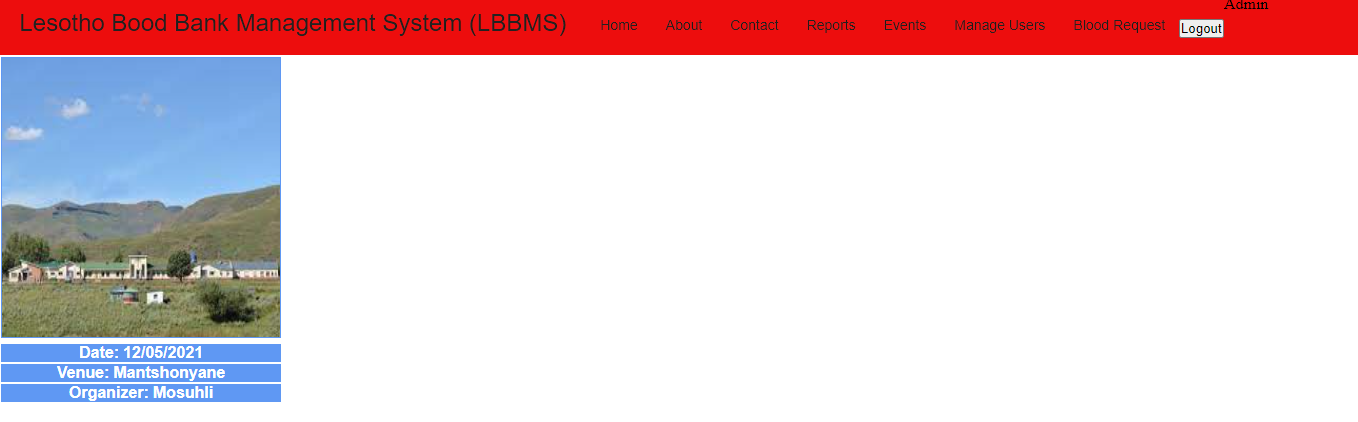 Lesotho Bood Bank Management System (LBBMS) Home About Contact Reports Events Manage Users Blood Request Logout Admin
Date: 12/05/2021
Venue: Mantshonyane
Organizer: Mosuhli